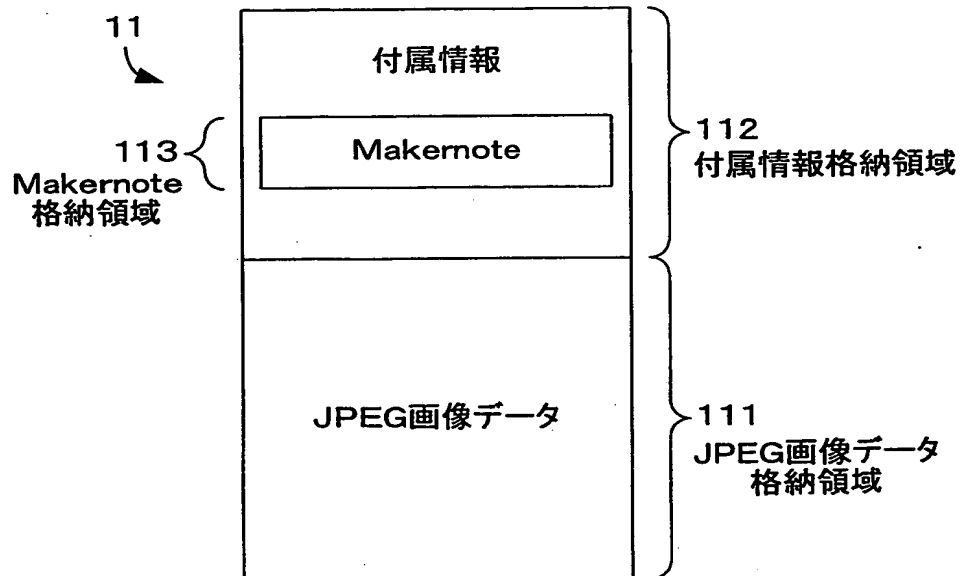 11
付属情報
Makernote
113
Makernote
格納領域
112
付属情報格納領域
JPEG画像データ
111
JPEG画像データ
格納領域